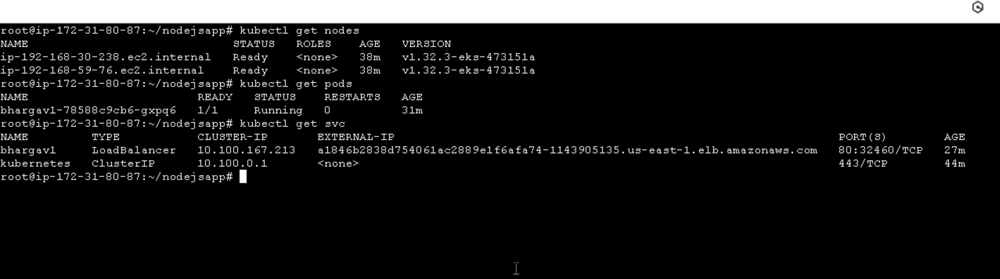 root@ip-172-31-80-87:~/nodejsapp# kubectl get nodes
NAME STATUS ROLES AGE VERSION
ip-192-168-30-238.ec2.internal Ready <none> 38m v1.32.3-eks-473151a
ip-192-168-59-76.ec2.internal Ready <none> 38m v1.32.3-eks-473151a
root@ip-172-31-80-87:~/nodejsapp# kubectl get pods
NAME READY STATUS RESTARTS AGE
bhargav1-78588c9cb6-gxpq6 1/1 Running 0 31m
root@ip-172-31-80-87:~/nodejsapp# kubectl get svc
NAME TYPE CLUSTER-IP EXTERNAL-IP PORT(S) AGE
bhargav1 LoadBalancer 10.100.167.213 a1846b2838d754061ac2889e1f6afa74-1143905135.us-east-1.elb.amazonaws.com 80:32460/TCP 27m
kubernetes ClusterIP 10.100.0.1 <none> 443/TCP 44m
root@ip-172-31-80-87:~/nodejsapp#